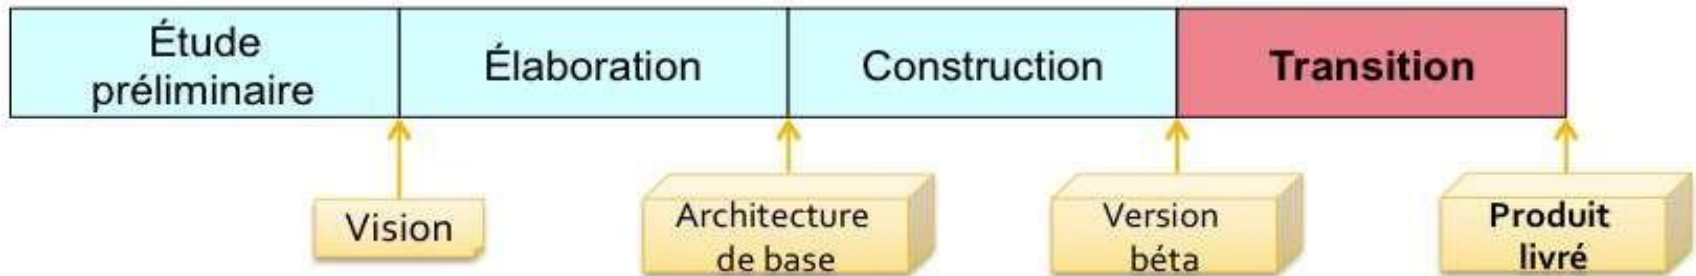 Étude
préliminaire
Élaboration
Construction
Transition
Vision
Architecture
de base
Version
béta
Produit
livré